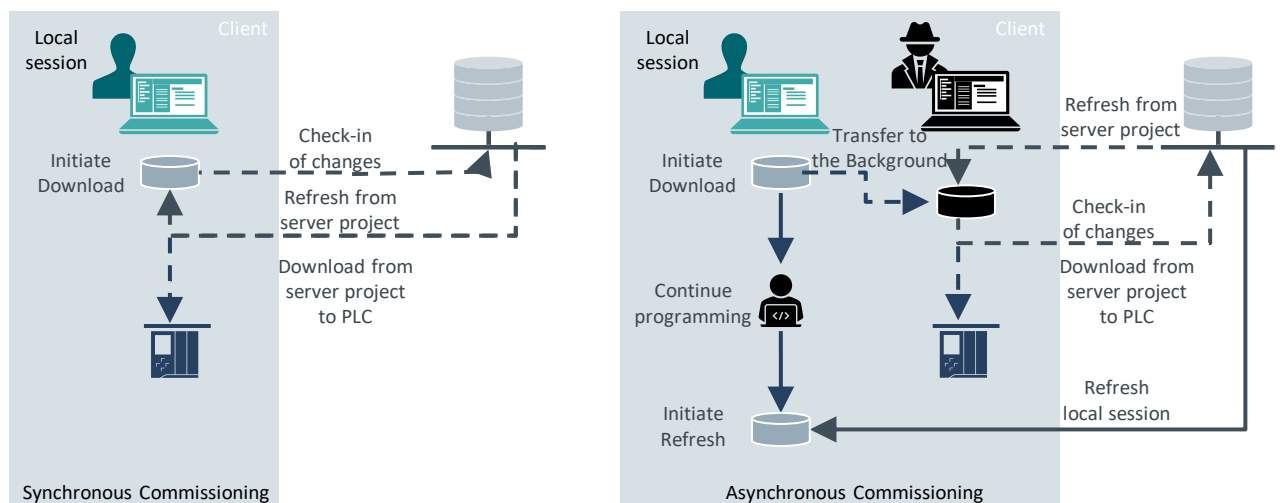 Client
Local
session
Check-in
of changes
Initiate
Download
Refresh from
server project
Download from
server project
to PLC
Synchronous Commissioning
Client
Local
session
Refresh from
server project
Transfer to
the Background
Initiate
Download
Check-in
of changes
Download from
server project
to PLC
Continue
programming
</>
Refresh
local session
Initiate
Refresh
Asynchronous Commissioning